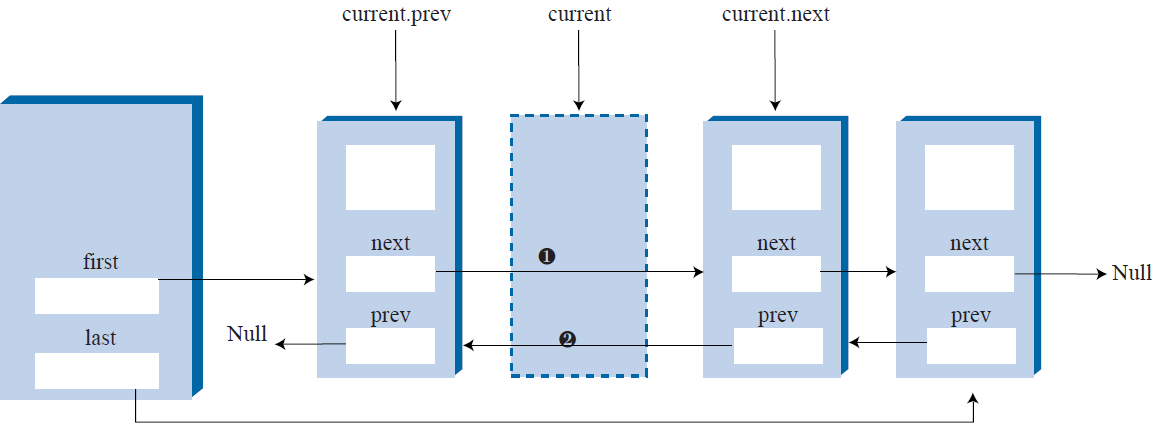 current.prev current current.next
next next next
❶
first
Null
prev prev prev
Null
❷
last